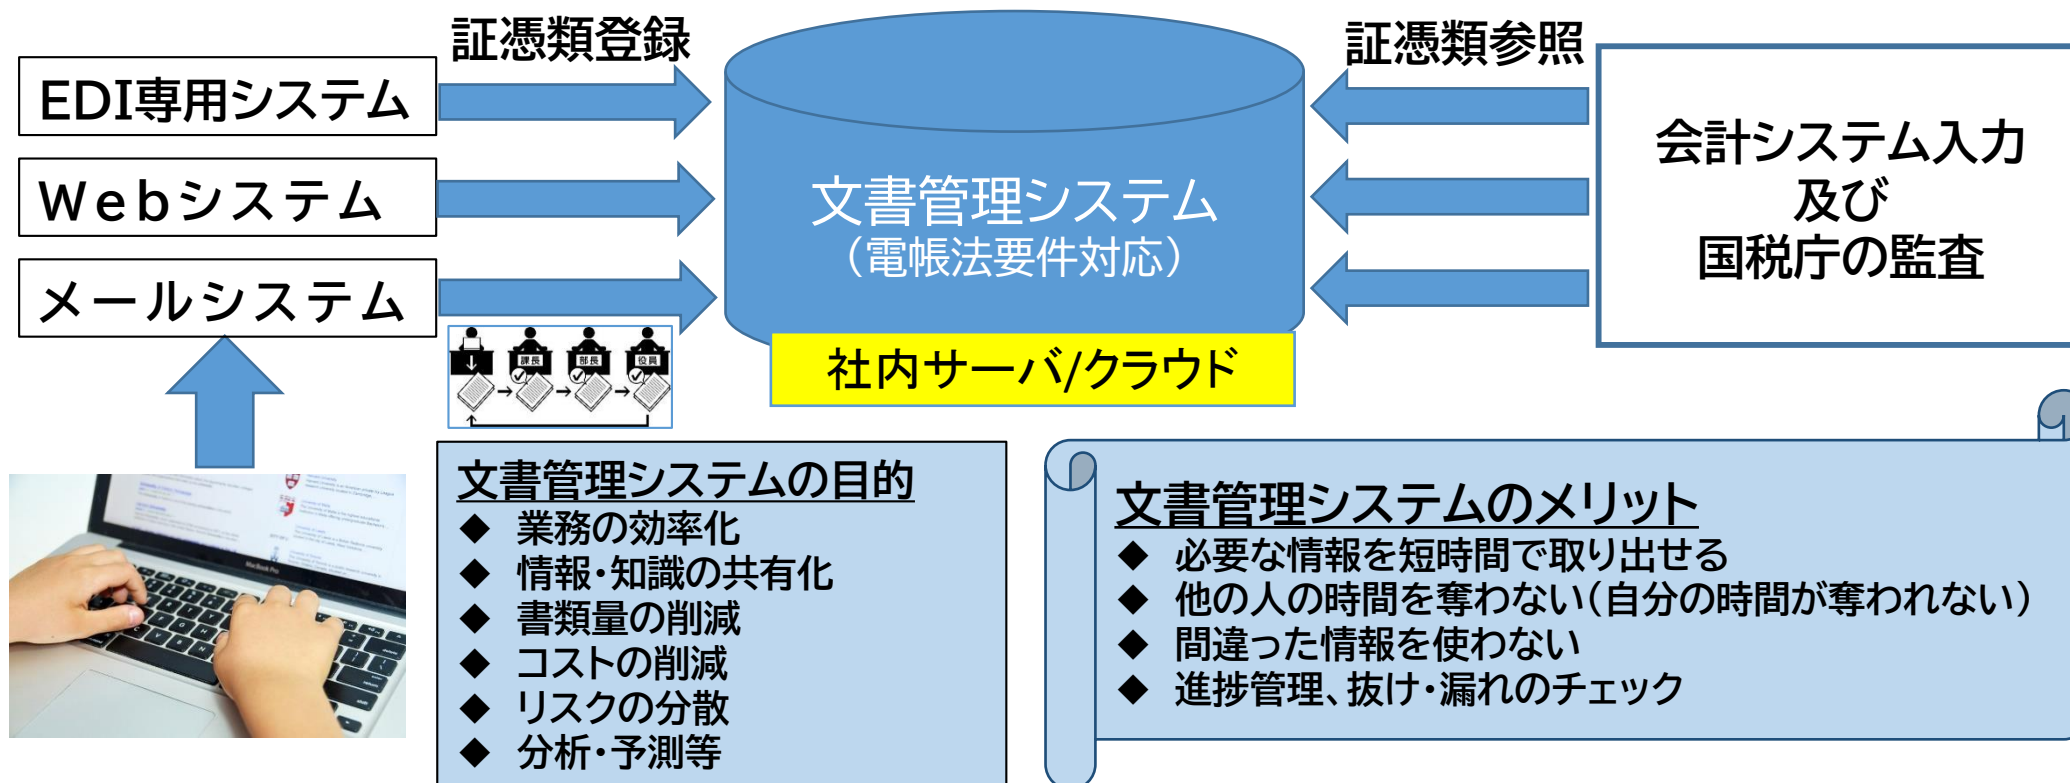 証憑類登録
証憑類参照
EDI専用システム
Webシステム
メールシステム
文書管理システム
(電帳法要件対応)
社内サーバ/クラウド
会計システム入力
及び
国税庁の監査
課長
部長
役員
文書管理システムの目的
◆ 業務の効率化
◆ 情報・知識の共有化
◆ 書類量の削減
◆ コストの削減
◆ リスクの分散
◆ 分析・予測等
文書管理システムのメリット
◆ 必要な情報を短時間で取り出せる
◆ 他の人の時間を奪わない(自分の時間が奪われない)
◆ 間違った情報を使わない
◆ 進捗管理、抜け・漏れのチェック
MacBook Pro